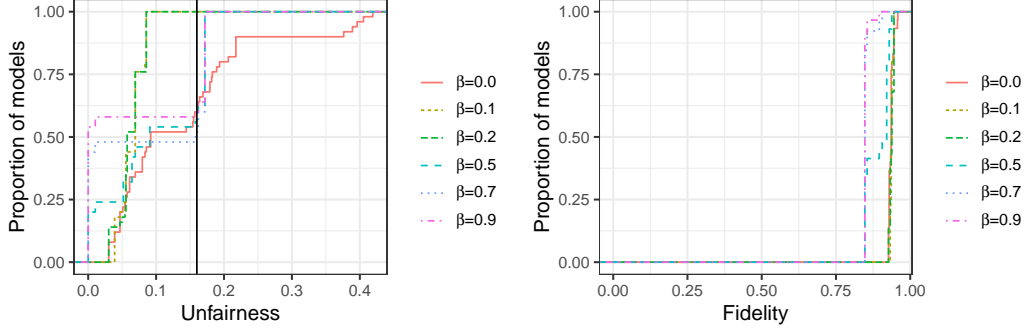 Proportion of models
1.00
0.75
0.50
0.25
0.00
0.0
0.1
0.2
0.3
0.4
Unfairness
β=0.0
β=0.1
β=0.2
β=0.5
β=0.7
β=0.9
Proportion of models
1.00
0.75
0.50
0.25
0.00
0.00
0.25
0.50
0.75
1.00
Fidelity
β=0.0
β=0.1
β=0.2
β=0.5
β=0.7
β=0.9